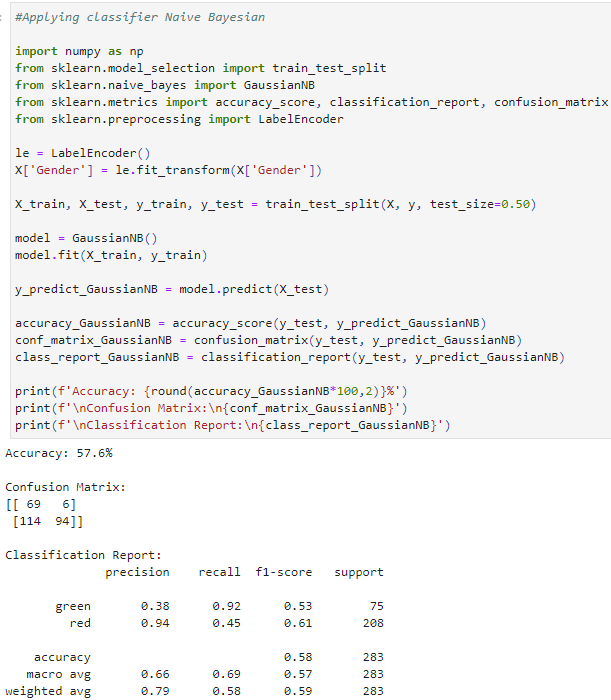 #Applying classifier Naive Bayesian
import numpy as np
from sklearn.model_selection import train_test_split
from sklearn.naive_bayes import GaussianNB
from sklearn.metrics import accuracy_score, classification_report, confusion_matrix
from sklearn.preprocessing import LabelEncoder
le = LabelEncoder()
X['Gender'] = le.fit_transform(X['Gender'])
X_train, X_test, y_train, y_test = train_test_split(X, y, test_size=0.50)
model = GaussianNB()
model.fit(X_train, y_train)
y_predict_GaussianNB = model.predict(X_test)
accuracy_GaussianNB = accuracy_score(y_test, y_predict_GaussianNB)
conf_matrix_GaussianNB = confusion_matrix(y_test, y_predict_GaussianNB)
class_report_GaussianNB = classification_report(y_test, y_predict_GaussianNB)
print(f'Accuracy: {round(accuracy_GaussianNB*100,2)}%')
print(f'\nConfusion Matrix:\n{conf_matrix_GaussianNB}')
print(f'\nClassification Report:\n{class_report_GaussianNB}')
Accuracy: 57.6%
Confusion Matrix:
[[ 69   6]
 [114  94]]
Classification Report:
              precision    recall  f1-score   support
       green       0.38      0.92      0.53        75
         red       0.94      0.45      0.61       208
    accuracy                           0.58       283
   macro avg       0.66      0.69      0.57       283
weighted avg       0.79      0.58      0.59       283